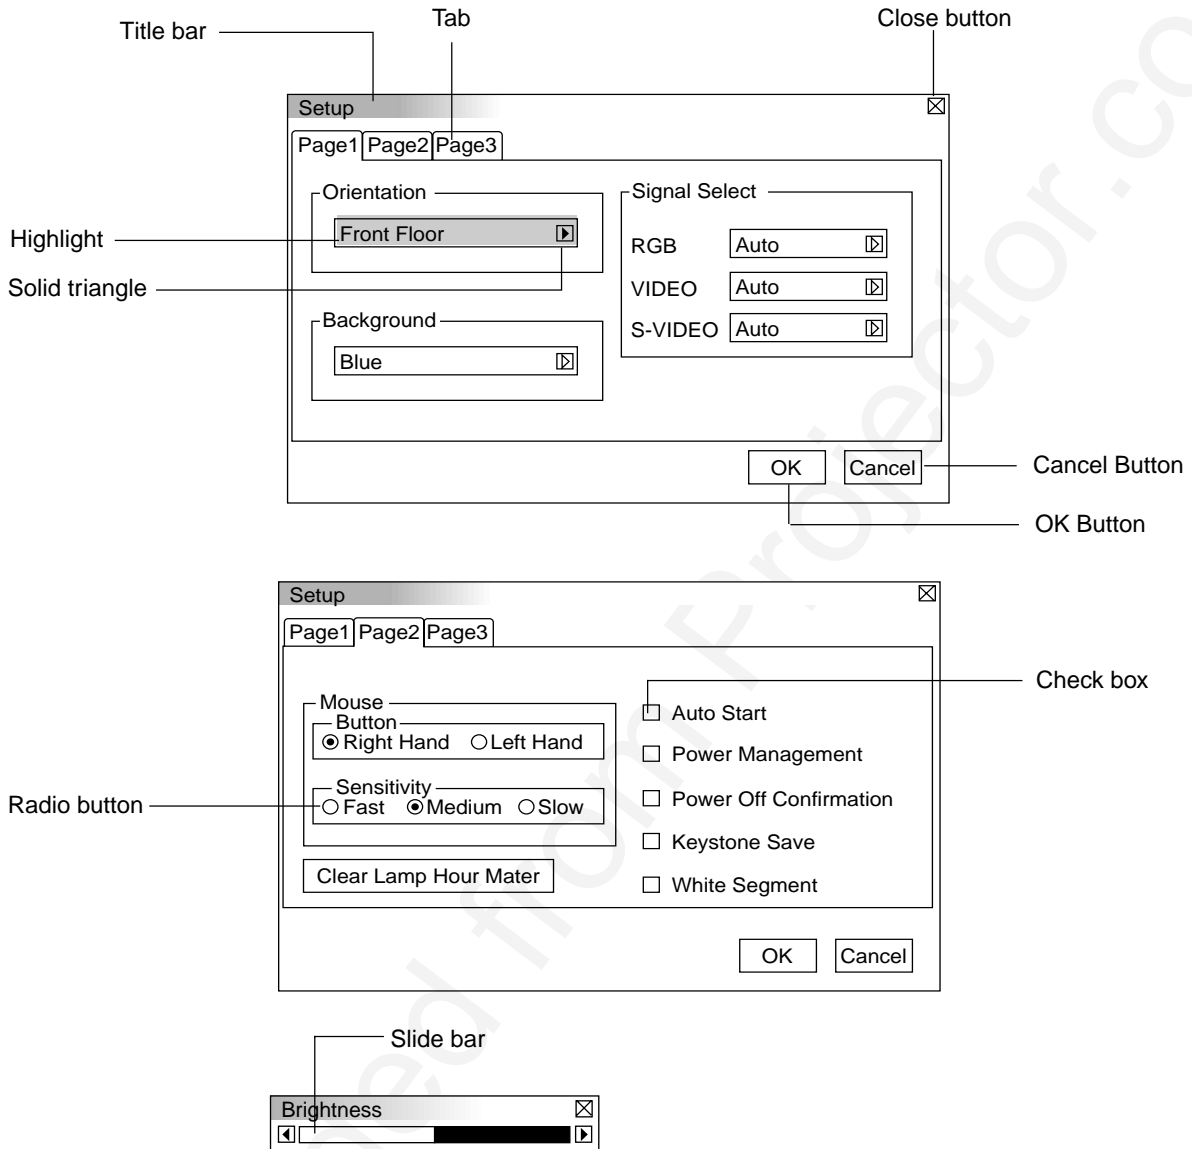 Title bar
Tab
Close button
Setup
Page1 Page2 Page3
Orientation
Front Floor
Highlight
Solid triangle
Background
Blue
Signal Select
RGB Auto
VIDEO Auto
S-VIDEO Auto
OK Cancel
Cancel Button
OK Button
Setup
Page1 Page2 Page3
Mouse
Button
Right Hand Left Hand
Sensitivity
Fast Medium Slow
Radio button
Clear Lamp Hour Mater
Check box
Auto Start
Power Management
Power Off Confirmation
Keystone Save
White Segment
OK Cancel
Slide bar
Brightness
from Projector.co